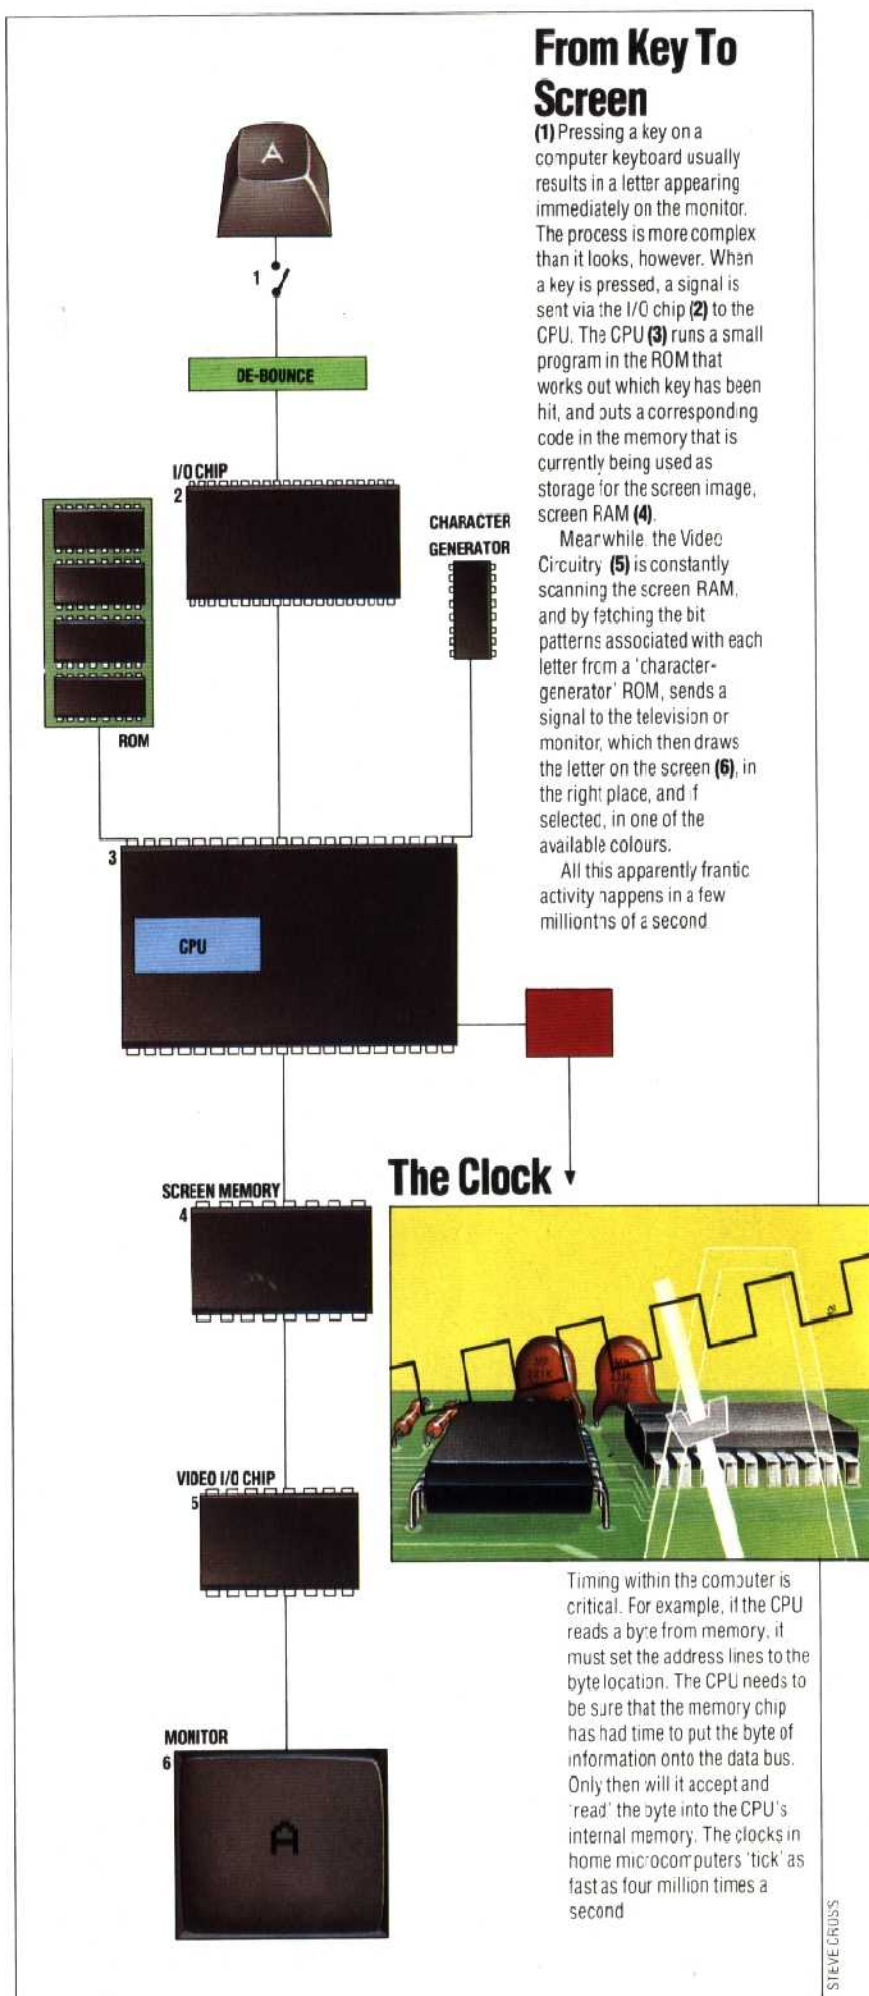 From Key To
Screen
(1) Pressing a key on a
computer keyboard usually
results in a letter appearing
immediately on the monitor.
The process is more complex
than it looks, however. When
a key is pressed, a signal is
sent via the I/O chip (2) to the
CPU. The CPU (3) runs a small
program in the ROM that
works out which key has been
hit, and puts a corresponding
code in the memory that is
currently being used as
storage for the screen image,
screen RAM (4).
Meanwhile, the Video
Circuitry (5) is constantly
scanning the screen RAM,
and by fetching the bit
patterns associated with each
letter from a 'character-
generator' ROM, sends a
signal to the television or
monitor, which then draws
the letter on the screen (6), in
the right place, and if
selected, in one of the
available colours.
All this apparently frantic
activity happens in a few
millionths of a second
A
1
DE-BOUNCE
I/O CHIP
2
CHARACTER
GENERATOR
ROM
3
CPU
SCREEN MEMORY
4
VIDEO I/O CHIP
5
MONITOR
6
A
The Clock
Timing within the computer is
critical. For example, if the CPU
reads a byte from memory, it
must set the address lines to the
byte location. The CPU needs to
be sure that the memory chip
has had time to put the byte of
information onto the data bus.
Only then will it accept and
'read' the byte into the CPU's
internal memory. The clocks in
home microcomputers 'tick' as
fast as four million times a
second
STEVE CROSS